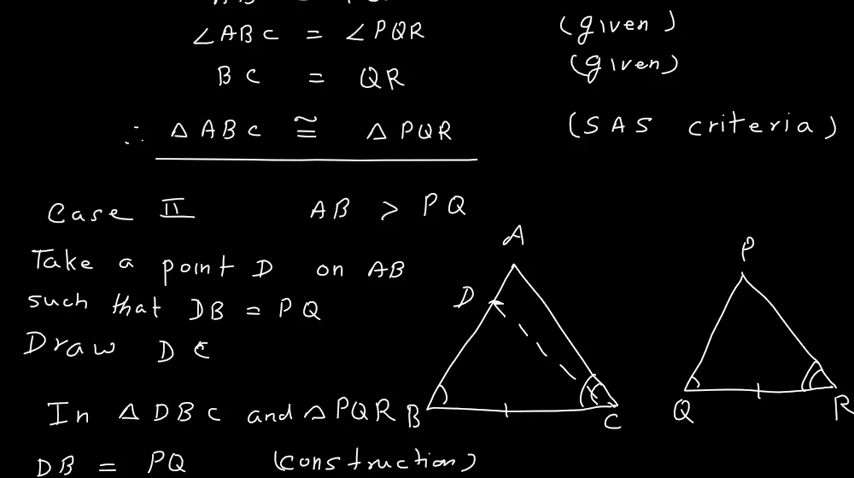 ∠ABC = ∠PQR (given)
BC = QR (given)
∴ △ABC ≅ △PQR (SAS criteria)
Case II AB > PQ
Take a point D on AB
such that DB = PQ
Draw DC
In △DBC and △PQR
DB = PQ (construction)
A
D
B
C
P
Q
R